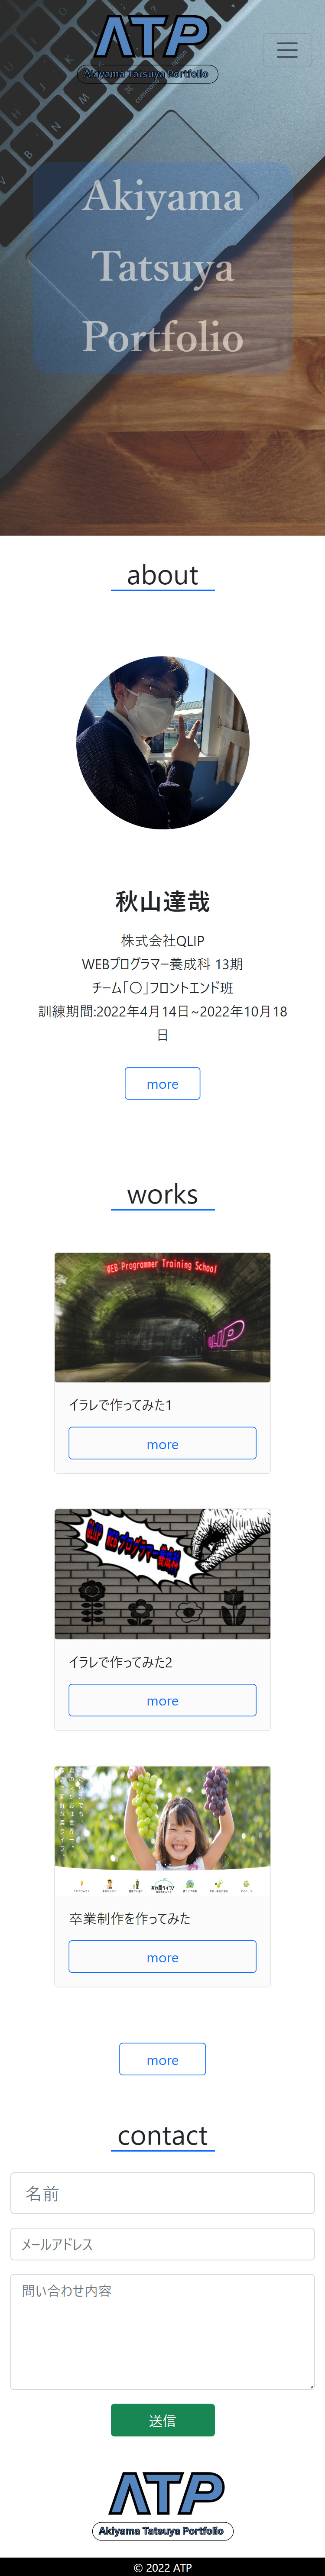 ATP
Akiyama Tatsuya Portfolio
Akiyama
Tatsuya
Portfolio
about
秋山達哉
株式会社QLIP
WEBプログラマー養成科 13期
チーム「〇」フロントエンド班
訓練期間:2022年4月14日~2022年10月18
日
more
works
WEB Programmer Training School
QLIP
イラレで作ってみた1
more
QLIP WEBプログラマー養成科
イラレで作ってみた2
more
卒業制作を作ってみた
more
more
contact
名前
メールアドレス
問い合わせ内容
送信
ATP
Akiyama Tatsuya Portfolio
© 2022 ATP